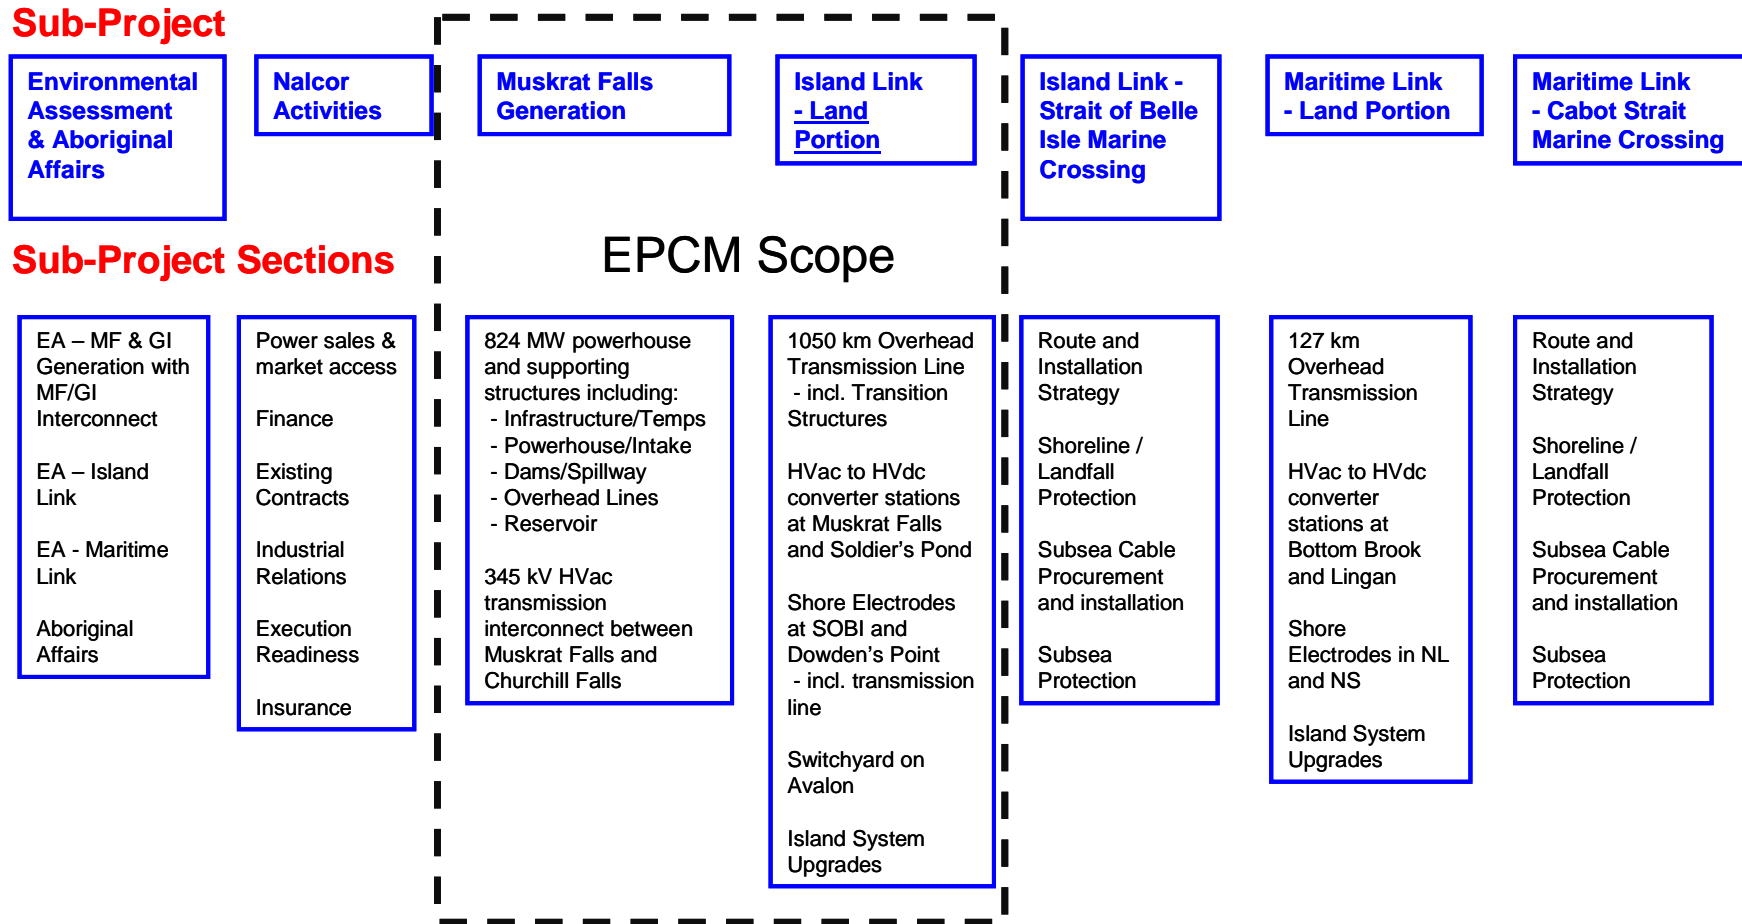 Sub-Project
Environmental
Assessment
& Aboriginal
Affairs
Nalcor
Activities
Muskrat Falls
Generation
Island Link
- Land
Portion
Island Link -
Strait of Belle
Isle Marine
Crossing
Maritime Link
- Land Portion
Maritime Link
- Cabot Strait
Marine Crossing
Sub-Project Sections
EPCM Scope
EA – MF & GI
Generation with
MF/GI
Interconnect
EA – Island
Link
EA - Maritime
Link
Aboriginal
Affairs
Power sales &
market access
Finance
Existing
Contracts
Industrial
Relations
Execution
Readiness
Insurance
824 MW powerhouse
and supporting
structures including:
- Infrastructure/Temps
- Powerhouse/Intake
- Dams/Spillway
- Overhead Lines
- Reservoir
345 kV HVac
transmission
interconnect between
Muskrat Falls and
Churchill Falls
1050 km Overhead
Transmission Line
- incl. Transition
Structures
HVac to HVdc
converter stations
at Muskrat Falls
and Soldier’s Pond
Shore Electrodes
at SOBI and
Dowden’s Point
- incl. transmission
line
Switchyard on
Avalon
Island System
Upgrades
Route and
Installation
Strategy
Shoreline /
Landfall
Protection
Subsea Cable
Procurement
and installation
Subsea
Protection
127 km
Overhead
Transmission
Line
HVac to HVdc
converter
stations at
Bottom Brook
and Lingan
Shore
Electrodes in NL
and NS
Island System
Upgrades
Route and
Installation
Strategy
Shoreline /
Landfall
Protection
Subsea Cable
Procurement
and installation
Subsea
Protection